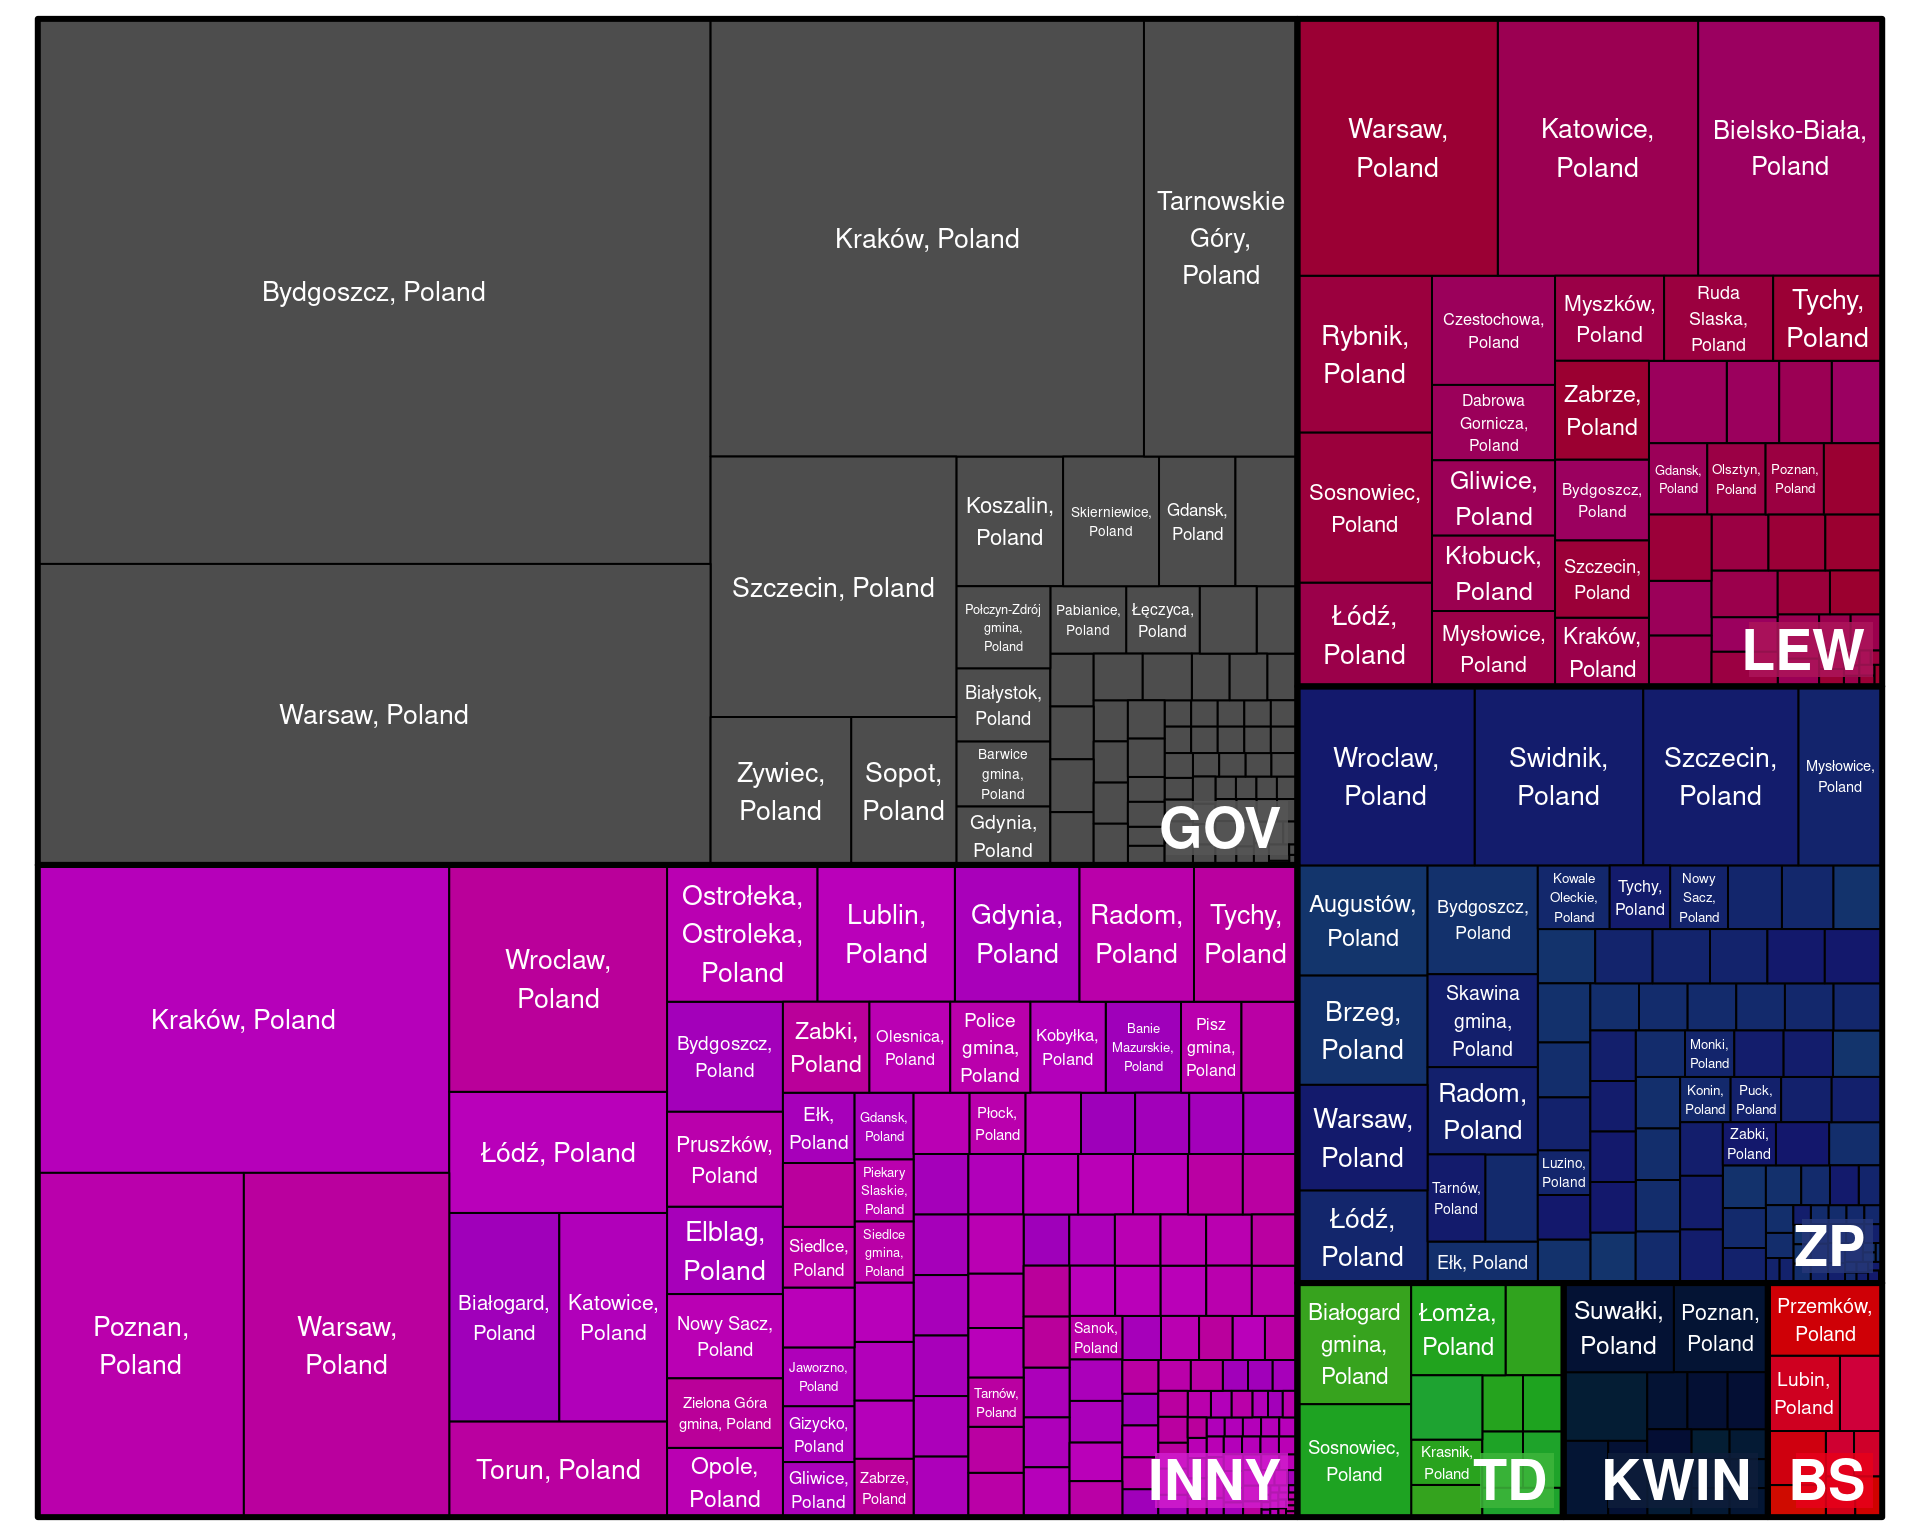 Bydgoszcz, Poland
Warsaw, Poland
Kraków, Poland
Tarnowskie
Góry,
Poland
Szczecin, Poland
Zywiec,
Poland
Sopot,
Poland
Koszalin,
Poland
Skierniewice,
Poland
Gdansk,
Poland
Połczyn-Zdrój
gmina,
Poland
Pabianice,
Poland
Łęczyca,
Poland
Białystok,
Poland
Barwice
gmina,
Poland
Gdynia,
Poland
GOV
Warsaw,
Poland
Katowice,
Poland
Bielsko-Biała,
Poland
Rybnik,
Poland
Sosnowiec,
Poland
Łódź,
Poland
Czestochowa,
Poland
Dabrowa
Gornicza,
Poland
Gliwice,
Poland
Kłobuck,
Poland
Mysłowice,
Poland
Myszków,
Poland
Ruda
Slaska,
Poland
Tychy,
Poland
Zabrze,
Poland
Bydgoszcz,
Poland
Szczecin,
Poland
Kraków,
Poland
Gdansk,
Poland
Olsztyn,
Poland
Poznan,
Poland
LEW
Kraków, Poland
Poznan,
Poland
Warsaw,
Poland
Wroclaw,
Poland
Łódź, Poland
Białogard,
Poland
Katowice,
Poland
Torun, Poland
Ostrołeka,
Ostroleka,
Poland
Lublin,
Poland
Gdynia,
Poland
Radom,
Poland
Tychy,
Poland
Bydgoszcz,
Poland
Pruszków,
Poland
Elblag,
Poland
Nowy Sacz,
Poland
Zielona Góra
gmina, Poland
Opole,
Poland
Zabki,
Poland
Olesnica,
Poland
Police
gmina,
Poland
Kobyłka,
Poland
Banie
Mazurskie,
Poland
Pisz
gmina,
Poland
Ełk,
Poland
Siedlce,
Poland
Jaworzno,
Poland
Gizycko,
Poland
Gliwice,
Poland
Gdansk,
Poland
Piekary
Slaskie,
Poland
Siedlce
gmina,
Poland
Zabrze,
Poland
Płock,
Poland
Tarnów,
Poland
Sanok,
Poland
INNY
Wroclaw,
Poland
Swidnik,
Poland
Szczecin,
Poland
Mysłowice,
Poland
Augustów,
Poland
Brzeg,
Poland
Warsaw,
Poland
Łódź,
Poland
Bydgoszcz,
Poland
Skawina
gmina,
Poland
Radom,
Poland
Tarnów,
Poland
Ełk, Poland
Kowale
Oleckie,
Poland
Tychy,
Poland
Nowy
Sacz,
Poland
Luzino,
Poland
Monki,
Poland
Konin,
Poland
Puck,
Poland
Zabki,
Poland
ZP
Białogard
gmina,
Poland
Sosnowiec,
Poland
Łomża,
Poland
Krasnik,
Poland
TD
Suwałki,
Poland
Poznan,
Poland
KWIN
Przemków,
Poland
Lubin,
Poland
BS